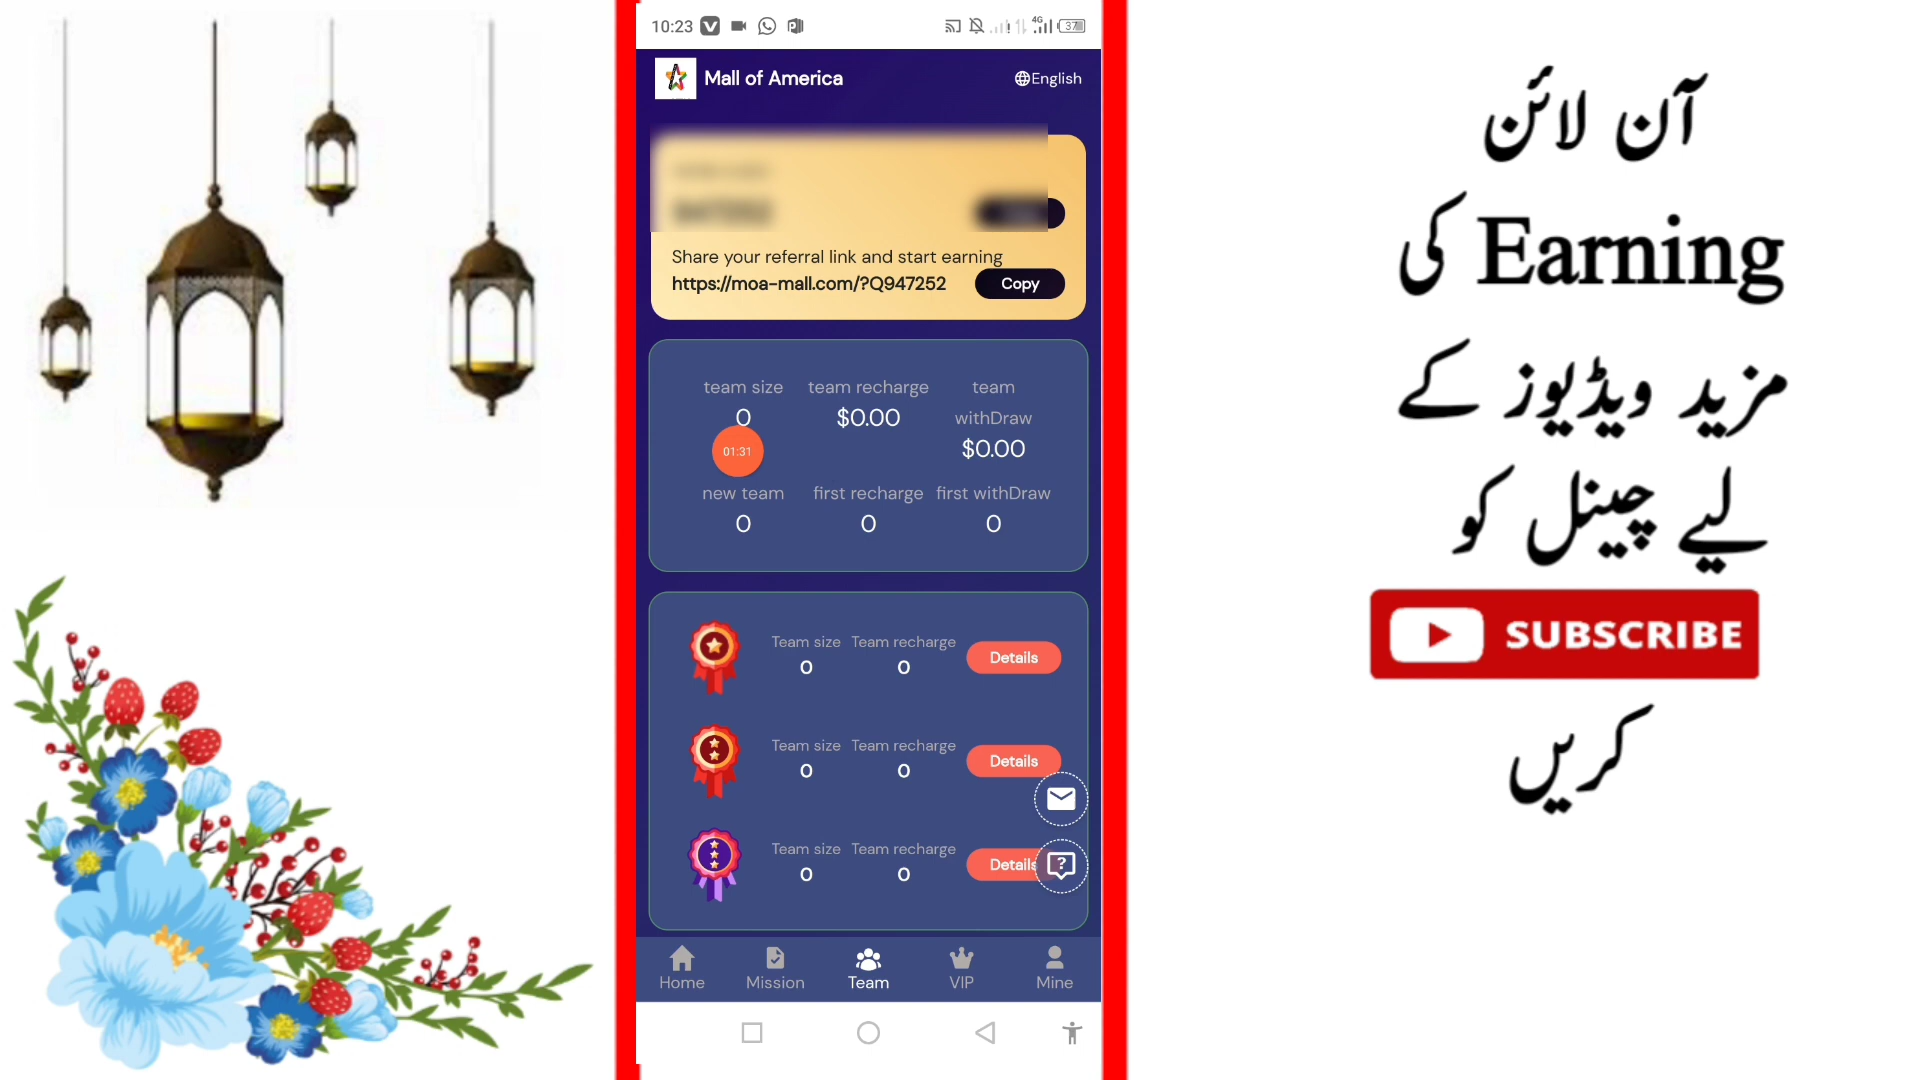 10:23
4G
37
Mall of America
English
Share your referral link and start earning
https://moa-mall.com/?Q947252
Copy
team size
0
team recharge
$0.00
team
withDraw
$0.00
01:31
new team
0
first recharge
0
first withDraw
0
Team size Team recharge
0 0
Details
Team size Team recharge
0 0
Details
Team size Team recharge
0 0
Details
Home Mission Team VIP Mine
آن لائن
Earning کی
مزید ویڈیوز کے
لیے چینل کو
SUBSCRIBE
کریں